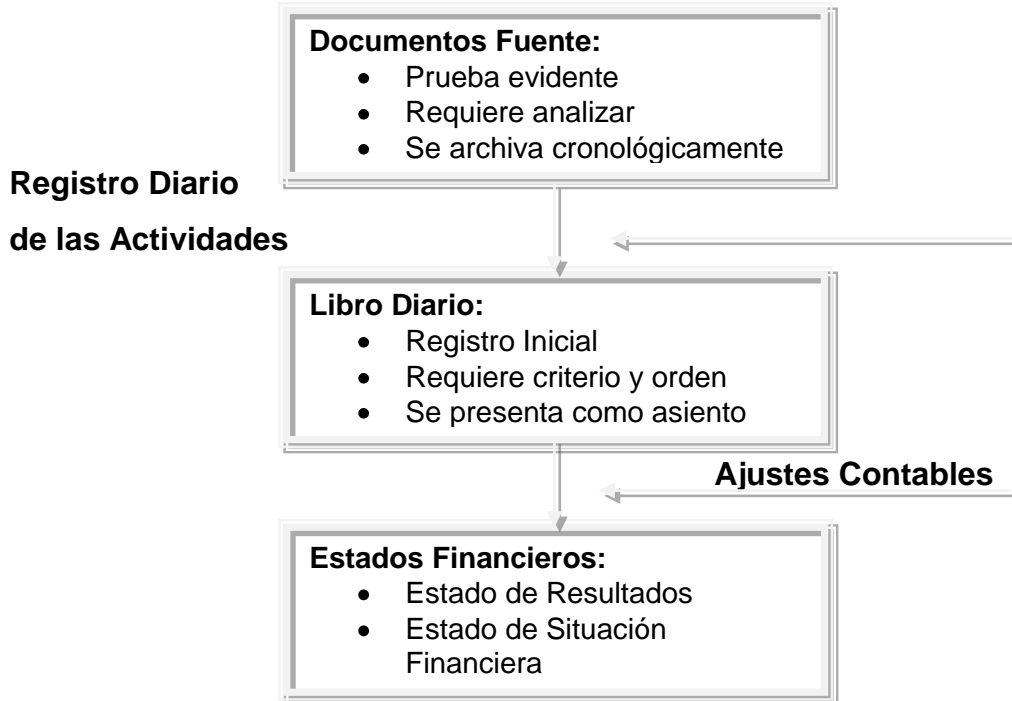 Documentos Fuente:
• Prueba evidente
• Requiere analizar
• Se archiva cronológicamente
Registro Diario
de las Actividades
Libro Diario:
• Registro Inicial
• Requiere criterio y orden
• Se presenta como asiento
Ajustes Contables
Estados Financieros:
• Estado de Resultados
• Estado de Situación
Financiera